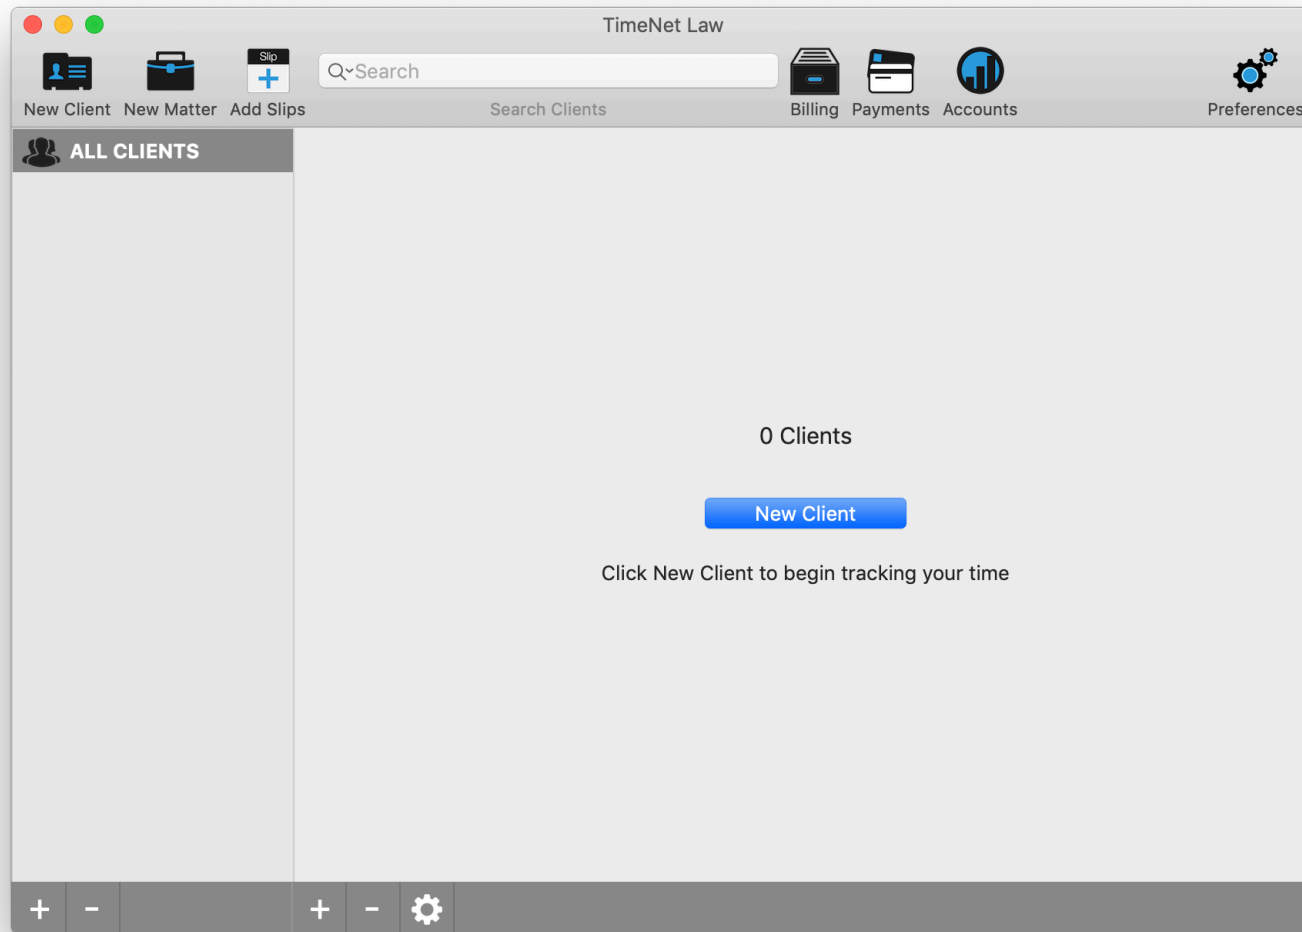 TimeNet Law
Slip
Search
New Client New Matter Add Slips Search Clients Billing Payments Accounts Preferences
ALL CLIENTS
0 Clients
New Client
Click New Client to begin tracking your time
+ - + -